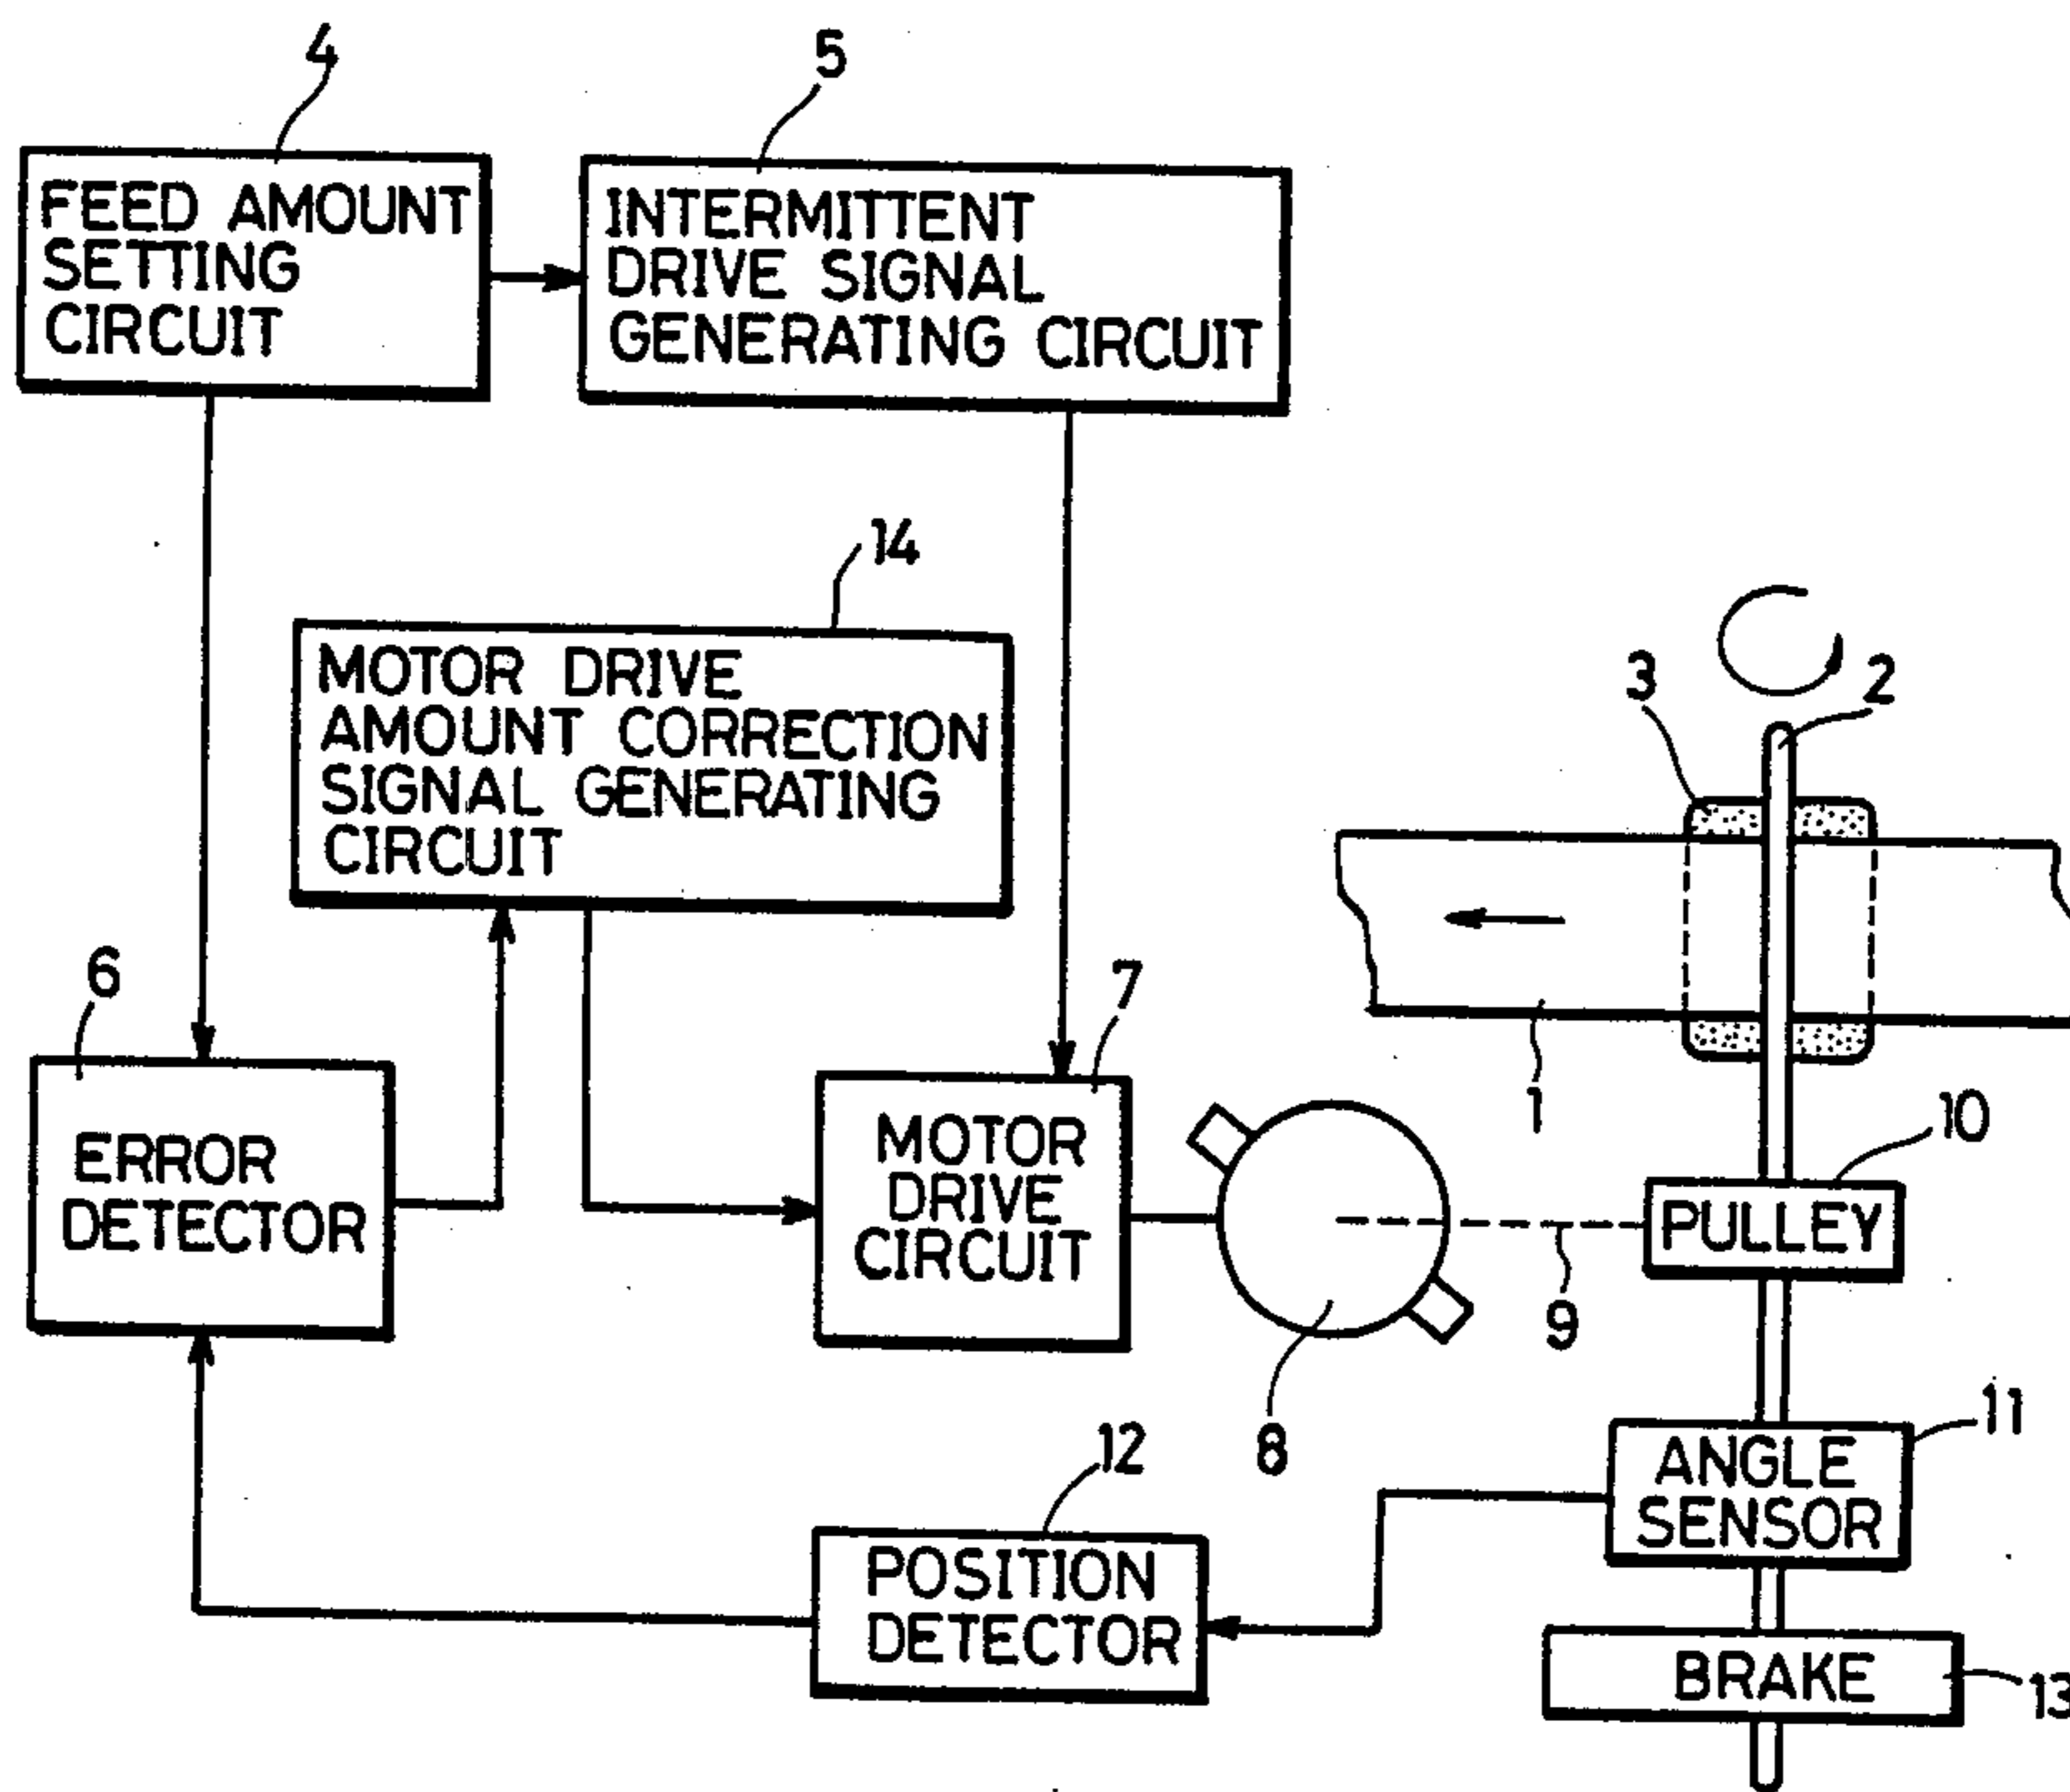 4
5
FEED AMOUNT
SETTING
CIRCUIT
INTERMITTENT
DRIVE SIGNAL
GENERATING CIRCUIT
14
MOTOR DRIVE
AMOUNT CORRECTION
SIGNAL GENERATING
CIRCUIT
3
2
6
ERROR
DETECTOR
7
MOTOR
DRIVE
CIRCUIT
1
10
PULLEY
9
8
11
ANGLE
SENSOR
12
POSITION
DETECTOR
BRAKE
13